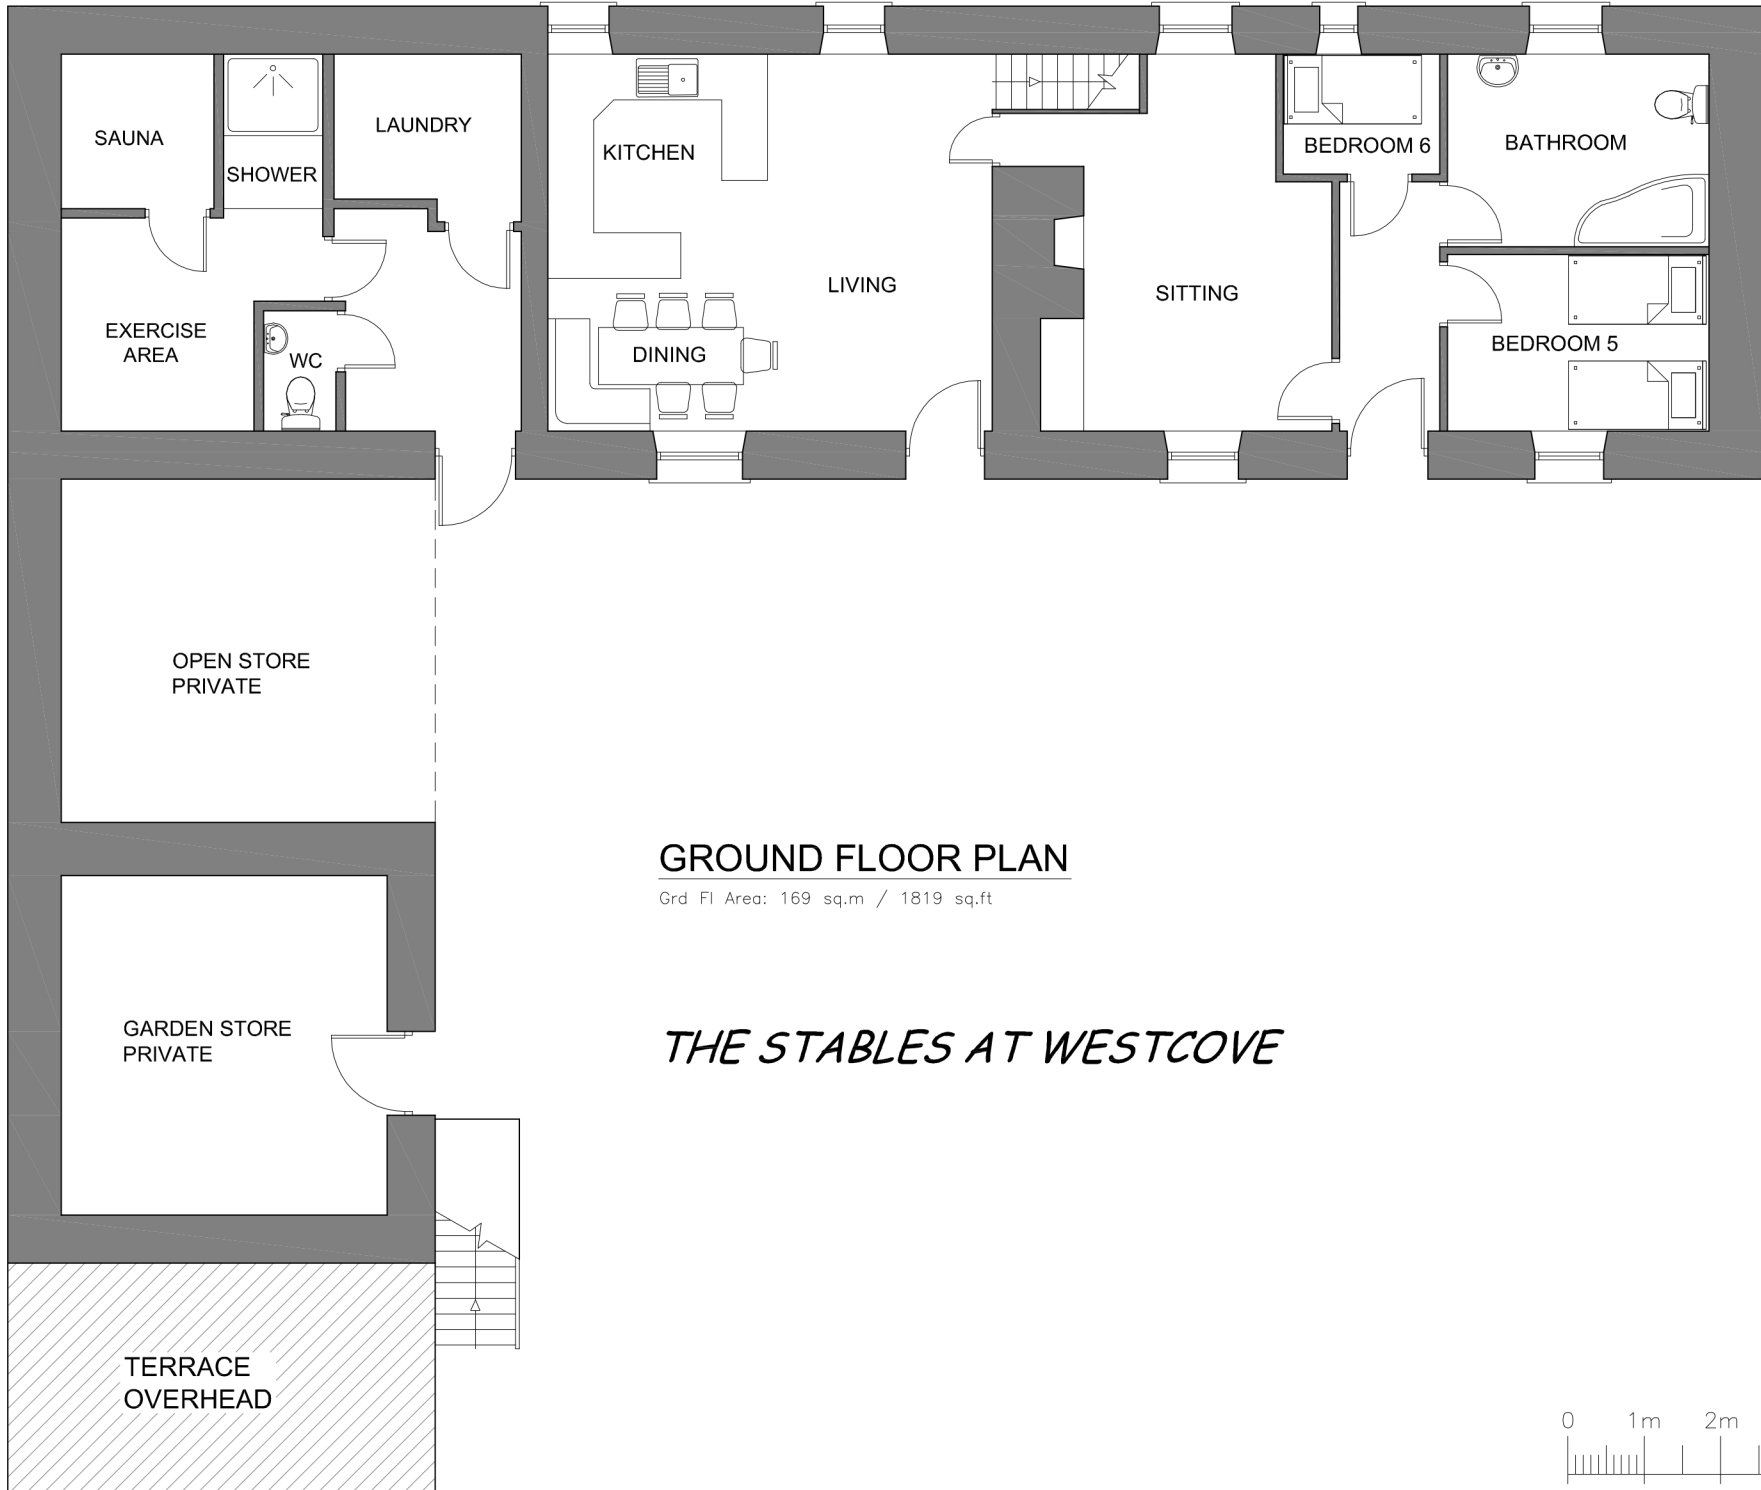 SAUNA
SHOWER
LAUNDRY
KITCHEN
BEDROOM 6
BATHROOM
LIVING
SITTING
EXERCISE
AREA
WC
DINING
BEDROOM 5
OPEN STORE
PRIVATE
GROUND FLOOR PLAN
Grd Fl Area: 169 sq.m / 1819 sq.ft
GARDEN STORE
PRIVATE
THE STABLES AT WESTCOVE
TERRACE
OVERHEAD
0 1m 2m